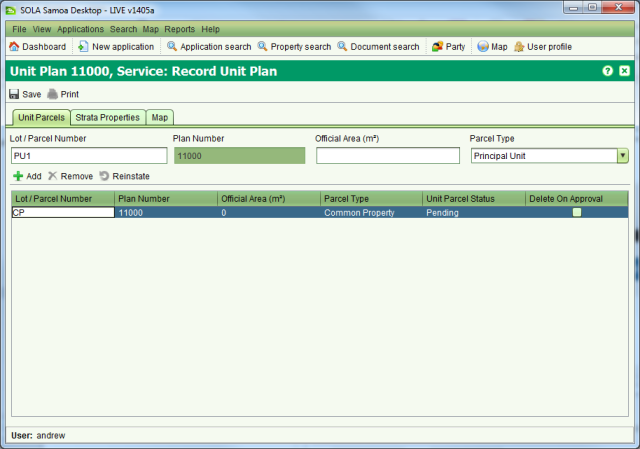 SOLA Samoa Desktop - LIVE v1405a
File View Applications Search Map Reports Help
Dashboard New application Application search Property search Document search Party Map User profile
Unit Plan 11000, Service: Record Unit Plan
Save Print
Unit Parcels Strata Properties Map
Lot / Parcel Number Plan Number Official Area (m²) Parcel Type
PU1 11000 Principal Unit
Add Remove Reinstate
Lot / Parcel Number Plan Number Official Area (m²) Parcel Type Unit Parcel Status Delete On Approval
CP 11000 0 Common Property Pending
User: andrew